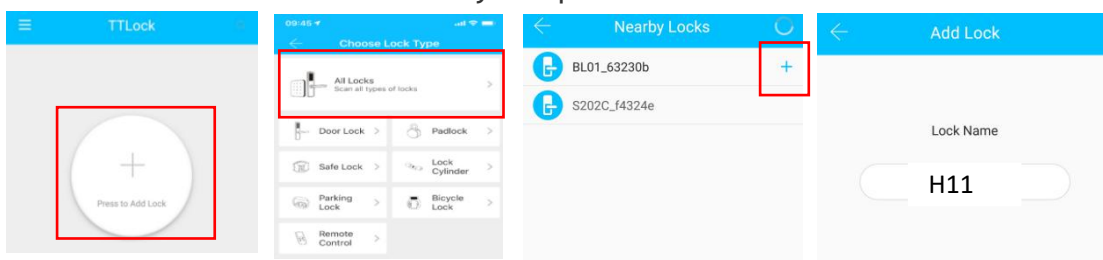 TTLock
Press to Add Lock
09:45
Choose Lock Type
All Locks
Scan all types of locks
Door Lock
Padlock
Safe Lock
Lock
Cylinder
Parking
Lock
Bicycle
Lock
Remote
Control
Nearby Locks
BL01_63230b
S202C_f4324e
Add Lock
Lock Name
H11